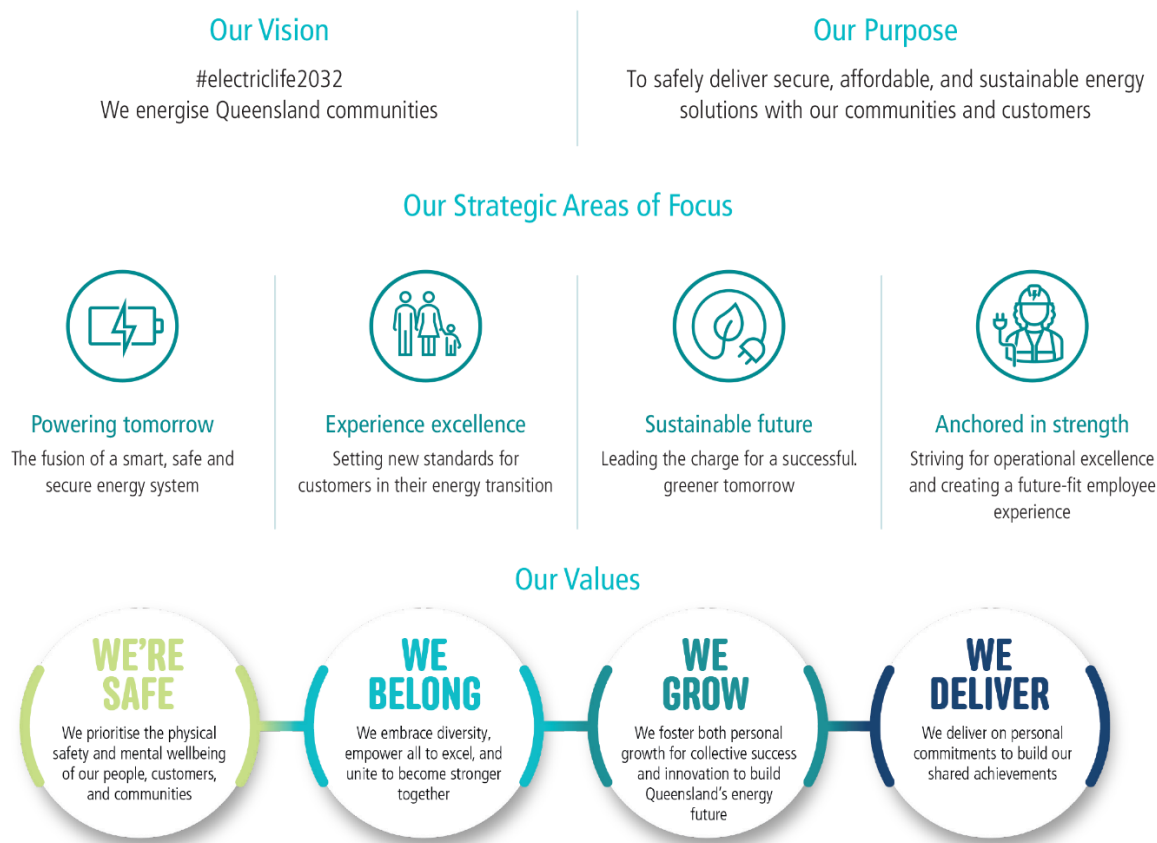 Our Vision
#electriclife2032
We energise Queensland communities
Our Purpose
To safely deliver secure, affordable, and sustainable energy
solutions with our communities and customers
Our Strategic Areas of Focus
Powering tomorrow
The fusion of a smart, safe and
secure energy system
Experience excellence
Setting new standards for
customers in their energy transition
Sustainable future
Leading the charge for a successful.
greener tomorrow
Anchored in strength
Striving for operational excellence
and creating a future-fit employee
experience
Our Values
WE'RE
SAFE
We prioritise the physical
safety and mental wellbeing
of our people, customers,
and communities
WE
BELONG
We embrace diversity,
empower all to excel, and
unite to become stronger
together
WE
GROW
We foster both personal
growth for collective success
and innovation to build
Queensland's energy
future
WE
DELIVER
We deliver on personal
commitments to build our
shared achievements